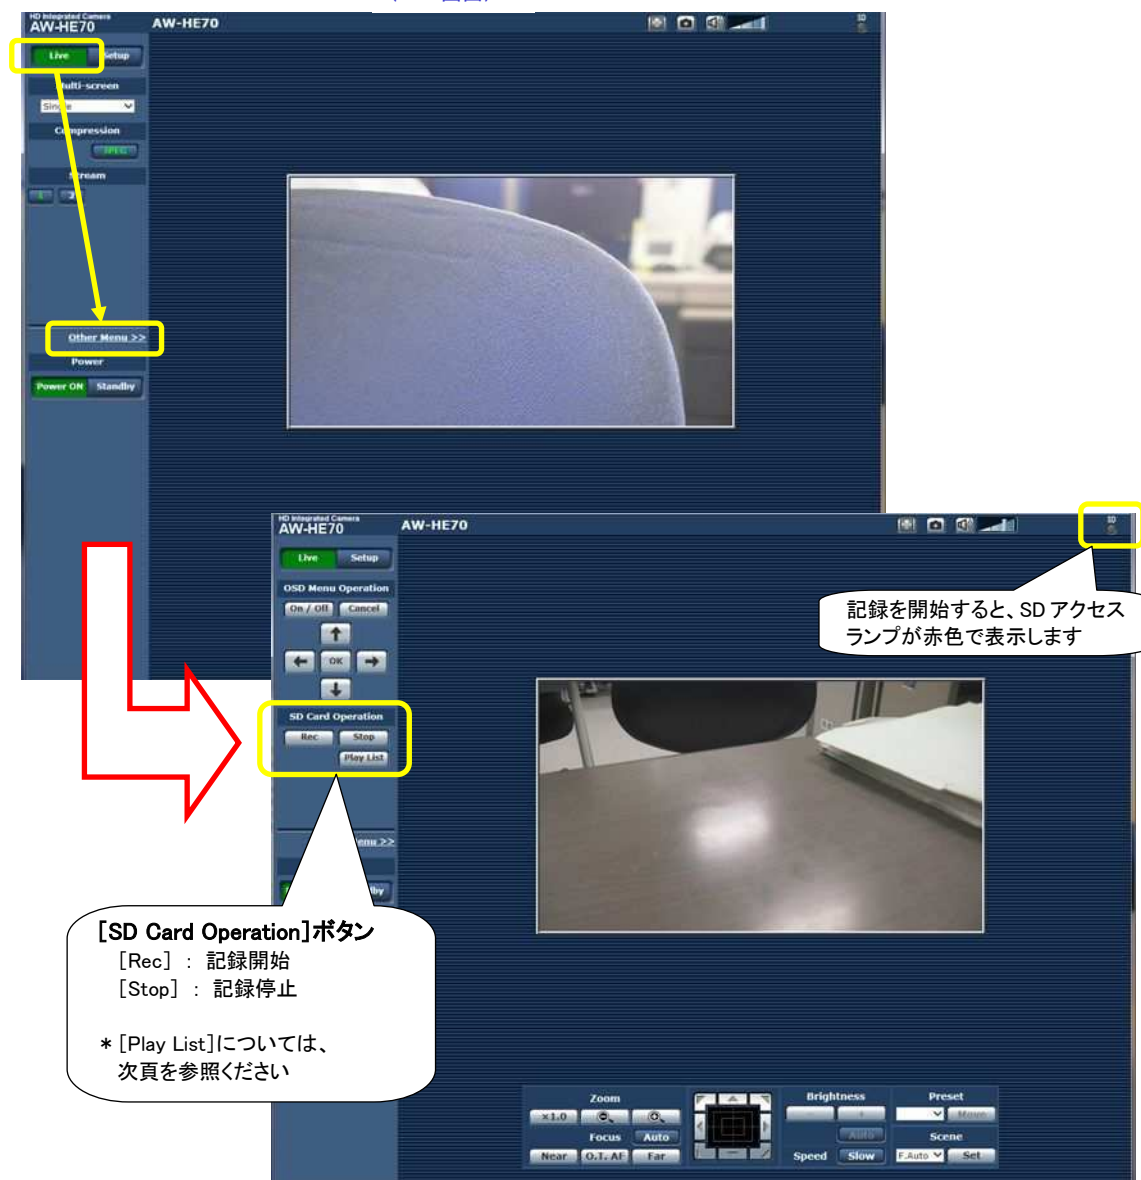 HD Integrated Camera
AW-HE70
AW-HE70
SD
Live
Setup
Multi-screen
Single
Compression
JPEG
Stream
1
2
Other Menu >>
Power
Power ON
Standby
HD Integrated Camera
AW-HE70
AW-HE70
SD
Live
Setup
OSD Menu Operation
On / Off
Cancel
OK
SD Card Operation
Rec
Stop
Play List
記録を開始すると、SD アクセス
ランプが赤色で表示します
[SD Card Operation]ボタン
[Rec] : 記録開始
[Stop] : 記録停止
* [Play List]については、
次頁を参照ください
Zoom
×1.0
Focus
Auto
Near
O.T. AF
Far
Brightness
-
+
Auto
Speed
Slow
Preset
Move
Scene
F.Auto
Set